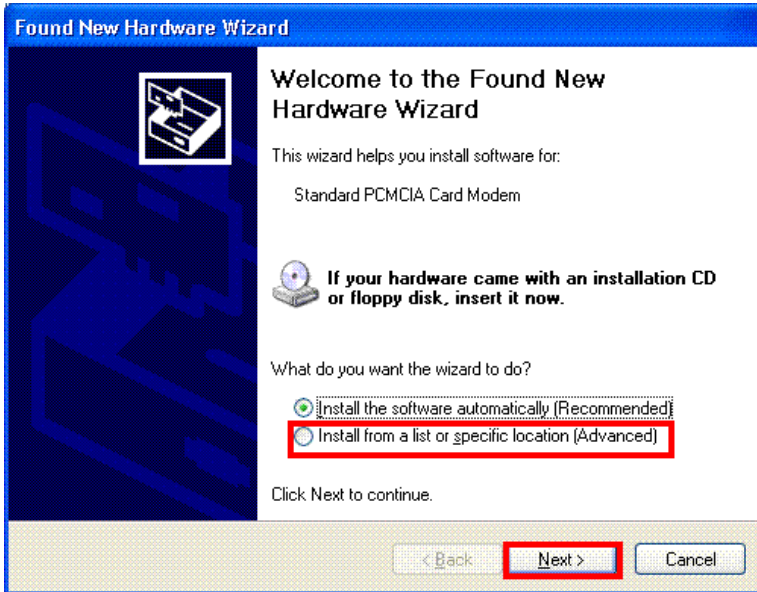 Found New Hardware Wizard
Welcome to the Found New
Hardware Wizard
This wizard helps you install software for:
Standard PCMCIA Card Modem
If your hardware came with an installation CD
or floppy disk, insert it now.
What do you want the wizard to do?
Install the software automatically (Recommended)
Install from a list or specific location (Advanced)
Click Next to continue.
< Back
Next >
Cancel